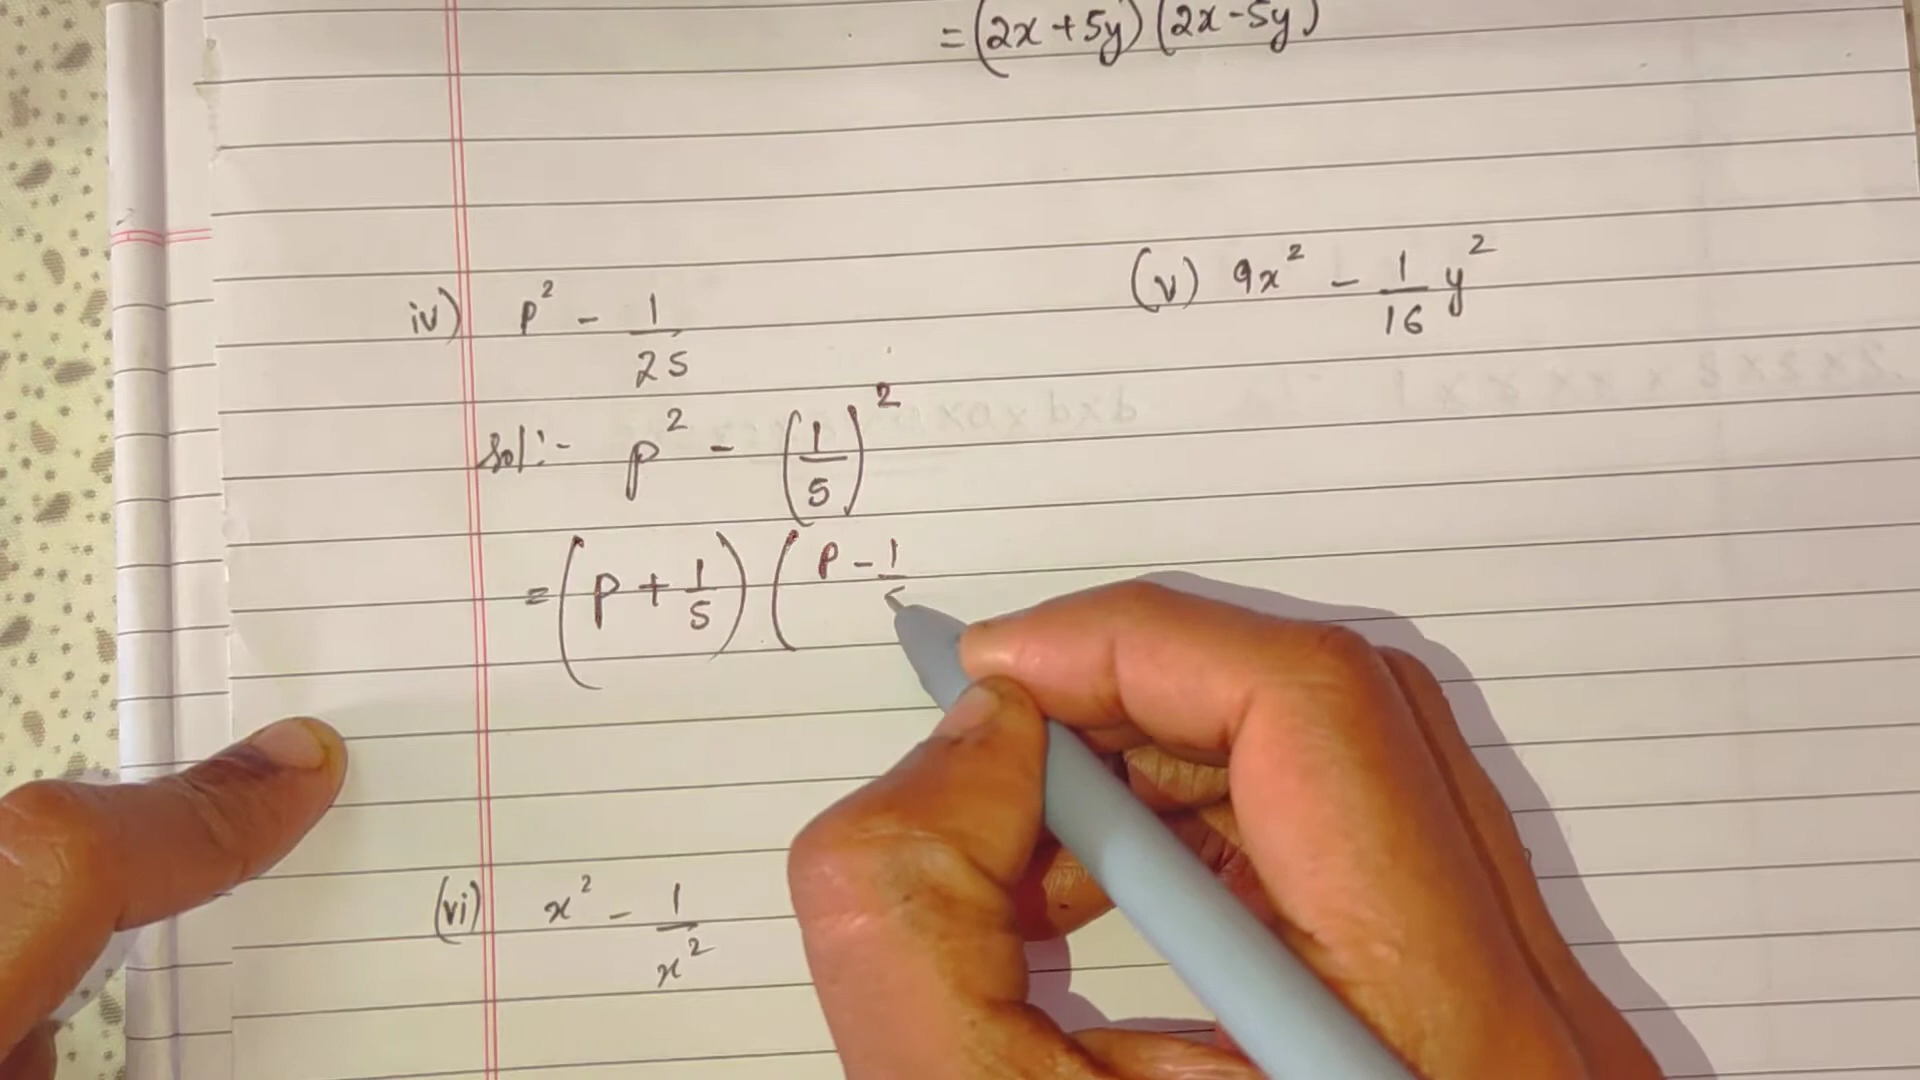 = (2x + 5y) (2x - 5y)
iv) p² - 1/25
(v) 9x² - 1/16 y²
Sol:- p² - (1/5)²
= (p + 1/5) (p - 1/
(vi) x² - 1/x²